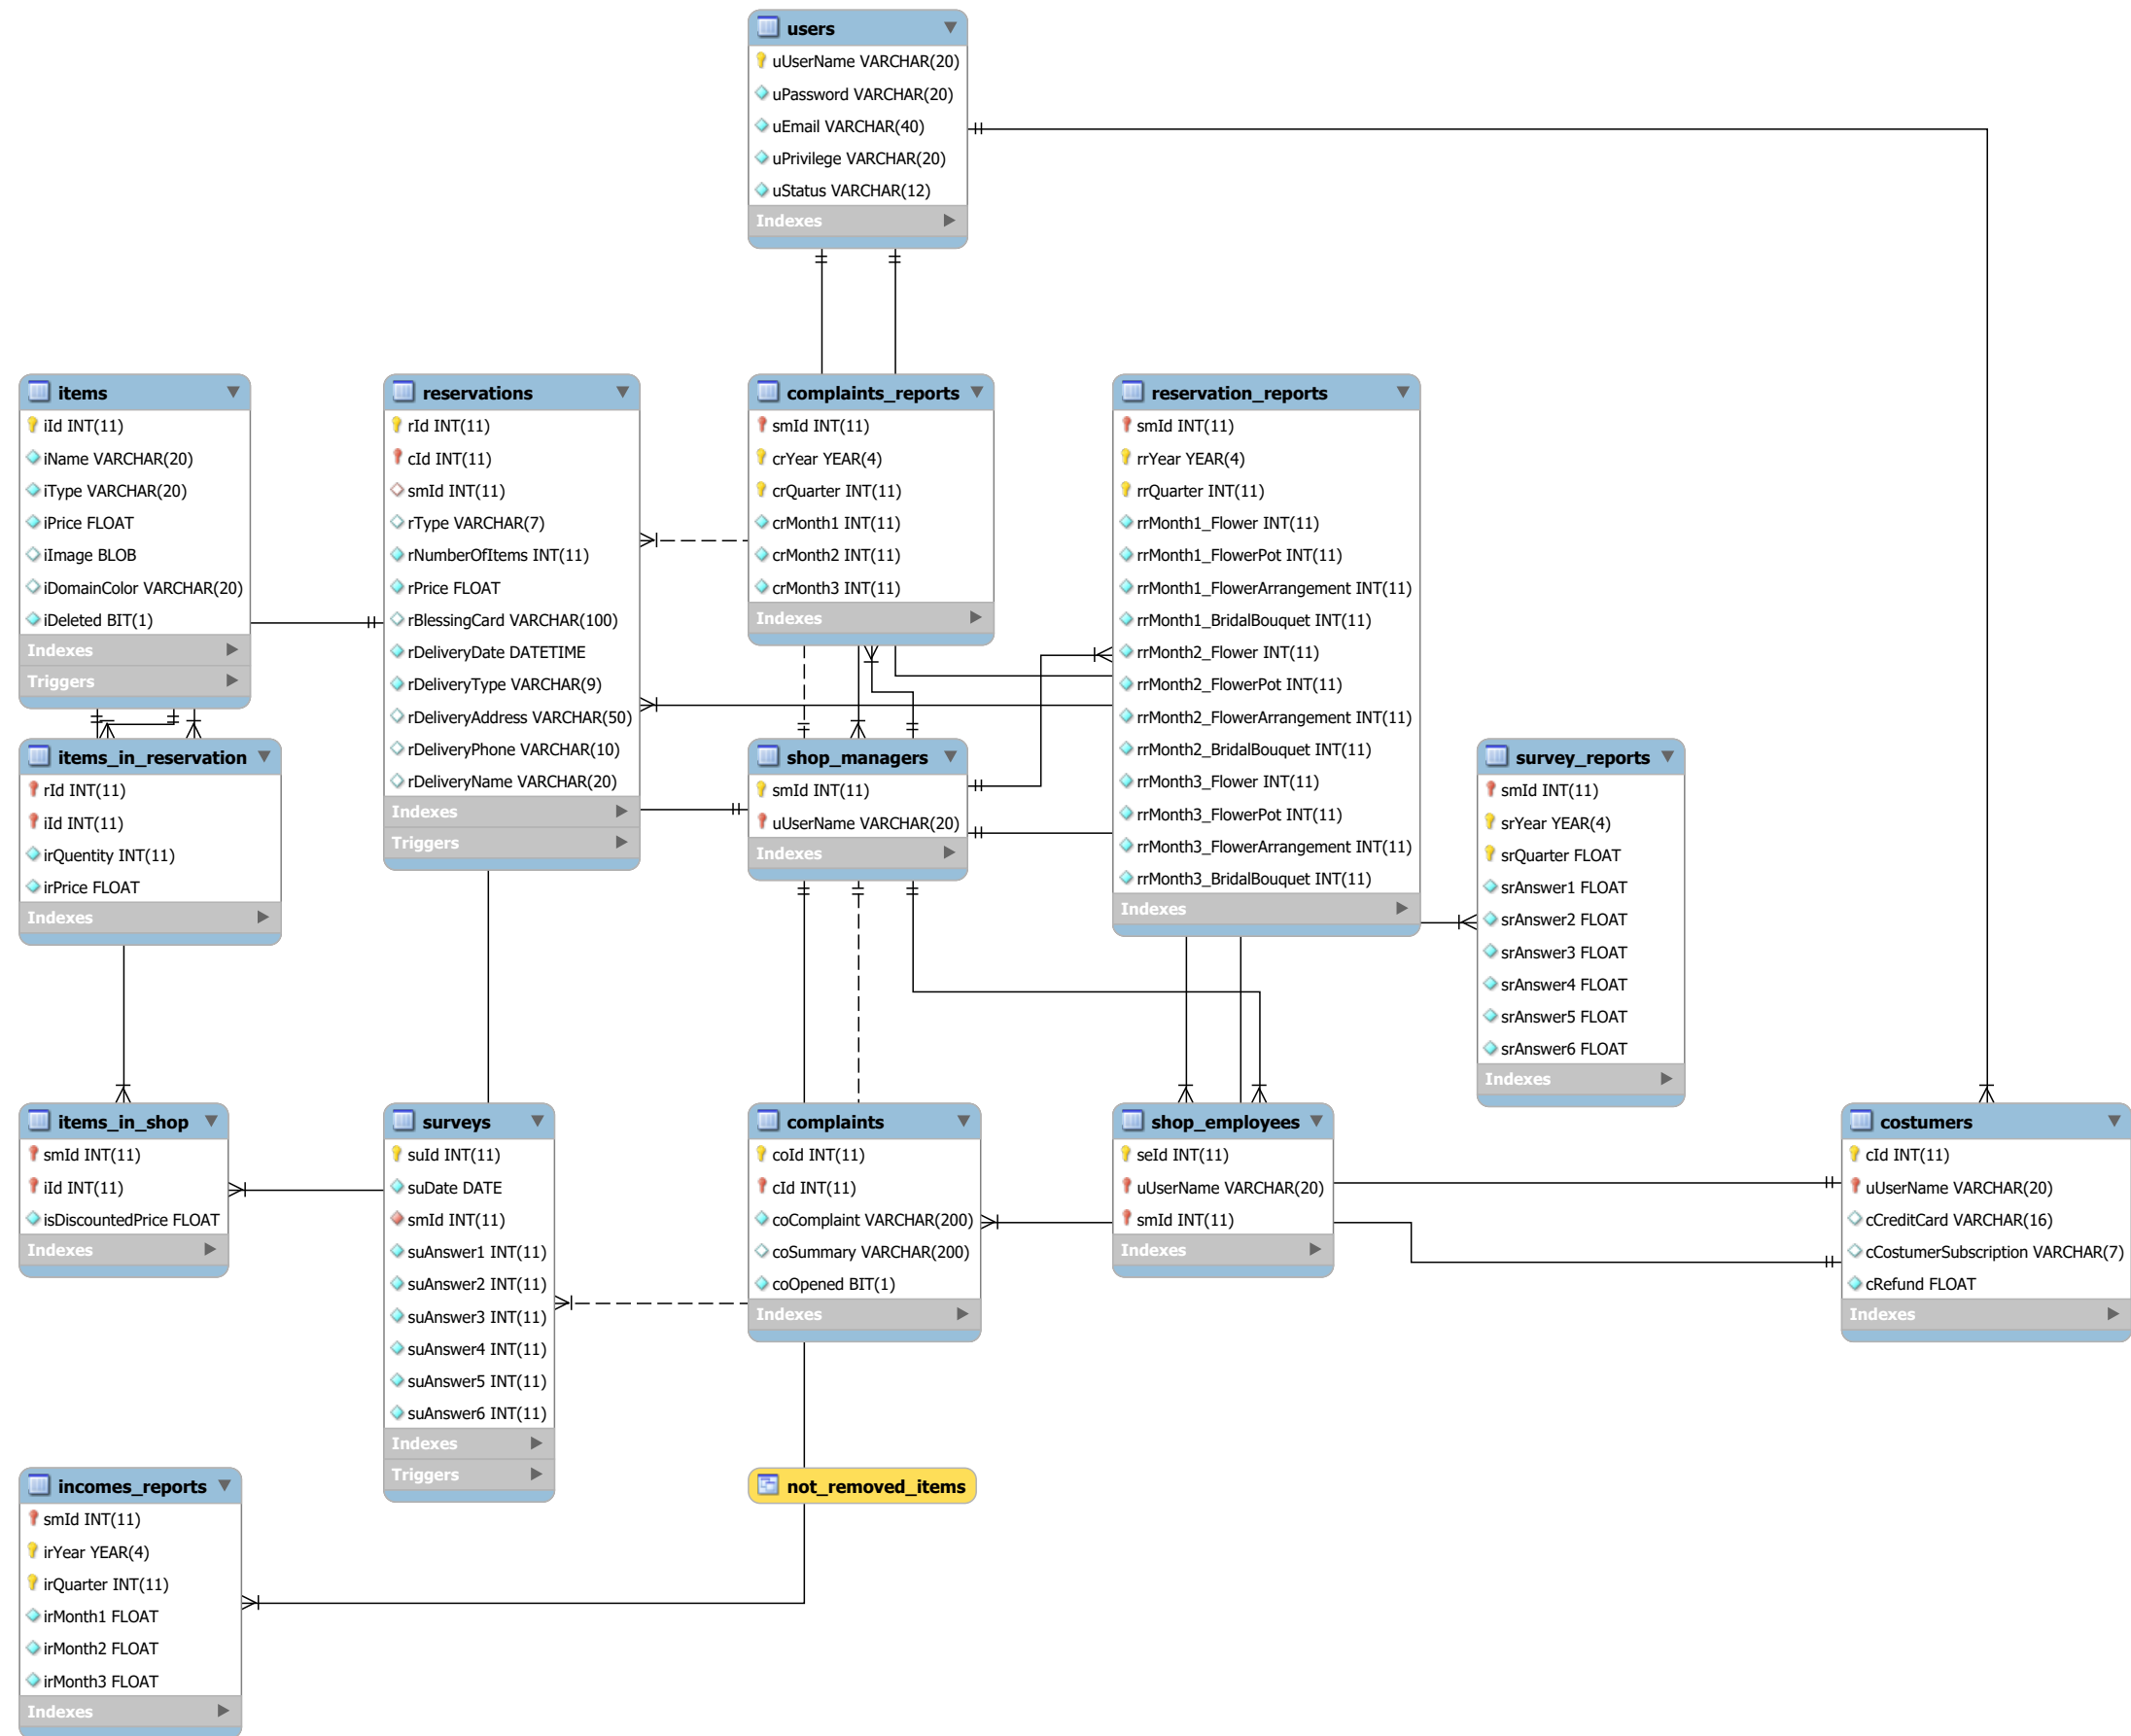 users
uUserName VARCHAR(20)
uPassword VARCHAR(20)
uEmail VARCHAR(40)
uPrivilege VARCHAR(20)
uStatus VARCHAR(12)
Indexes
items
iId INT(11)
iName VARCHAR(20)
iType VARCHAR(20)
iPrice FLOAT
iImage BLOB
iDomainColor VARCHAR(20)
iDeleted BIT(1)
Indexes
Triggers
reservations
rId INT(11)
cId INT(11)
smId INT(11)
rType VARCHAR(7)
rNumberOfItems INT(11)
rPrice FLOAT
rBlessingCard VARCHAR(100)
rDeliveryDate DATETIME
rDeliveryType VARCHAR(9)
rDeliveryAddress VARCHAR(50)
rDeliveryPhone VARCHAR(10)
rDeliveryName VARCHAR(20)
Indexes
Triggers
complaints_reports
smId INT(11)
crYear YEAR(4)
crQuarter INT(11)
crMonth1 INT(11)
crMonth2 INT(11)
crMonth3 INT(11)
Indexes
reservation_reports
smId INT(11)
rrYear YEAR(4)
rrQuarter INT(11)
rrMonth1_Flower INT(11)
rrMonth1_FlowerPot INT(11)
rrMonth1_FlowerArrangement INT(11)
rrMonth1_BridalBouquet INT(11)
rrMonth2_Flower INT(11)
rrMonth2_FlowerPot INT(11)
rrMonth2_FlowerArrangement INT(11)
rrMonth2_BridalBouquet INT(11)
rrMonth3_Flower INT(11)
rrMonth3_FlowerPot INT(11)
rrMonth3_FlowerArrangement INT(11)
rrMonth3_BridalBouquet INT(11)
Indexes
items_in_reservation
rId INT(11)
iId INT(11)
irQuentity INT(11)
irPrice FLOAT
Indexes
shop_managers
smId INT(11)
uUserName VARCHAR(20)
Indexes
survey_reports
smId INT(11)
srYear YEAR(4)
srQuarter FLOAT
srAnswer1 FLOAT
srAnswer2 FLOAT
srAnswer3 FLOAT
srAnswer4 FLOAT
srAnswer5 FLOAT
srAnswer6 FLOAT
Indexes
items_in_shop
smId INT(11)
iId INT(11)
isDiscountedPrice FLOAT
Indexes
surveys
suId INT(11)
suDate DATE
smId INT(11)
suAnswer1 INT(11)
suAnswer2 INT(11)
suAnswer3 INT(11)
suAnswer4 INT(11)
suAnswer5 INT(11)
suAnswer6 INT(11)
Indexes
Triggers
complaints
coId INT(11)
cId INT(11)
coComplaint VARCHAR(200)
coSummary VARCHAR(200)
coOpened BIT(1)
Indexes
shop_employees
seId INT(11)
uUserName VARCHAR(20)
smId INT(11)
Indexes
costumers
cId INT(11)
uUserName VARCHAR(20)
cCreditCard VARCHAR(16)
cCostumerSubscription VARCHAR(7)
cRefund FLOAT
Indexes
incomes_reports
smId INT(11)
irYear YEAR(4)
irQuarter INT(11)
irMonth1 FLOAT
irMonth2 FLOAT
irMonth3 FLOAT
Indexes
not_removed_items